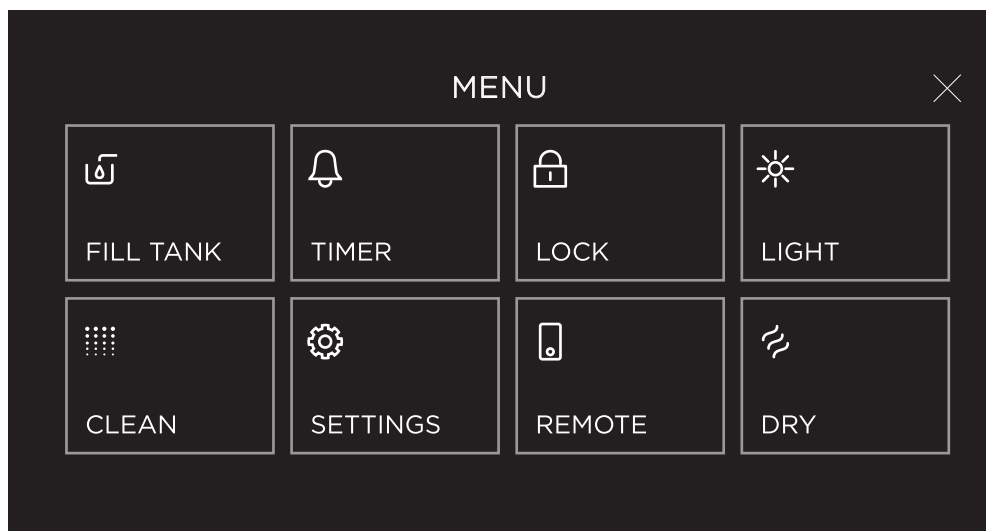 MENU
FILL TANK
TIMER
LOCK
LIGHT
CLEAN
SETTINGS
REMOTE
DRY